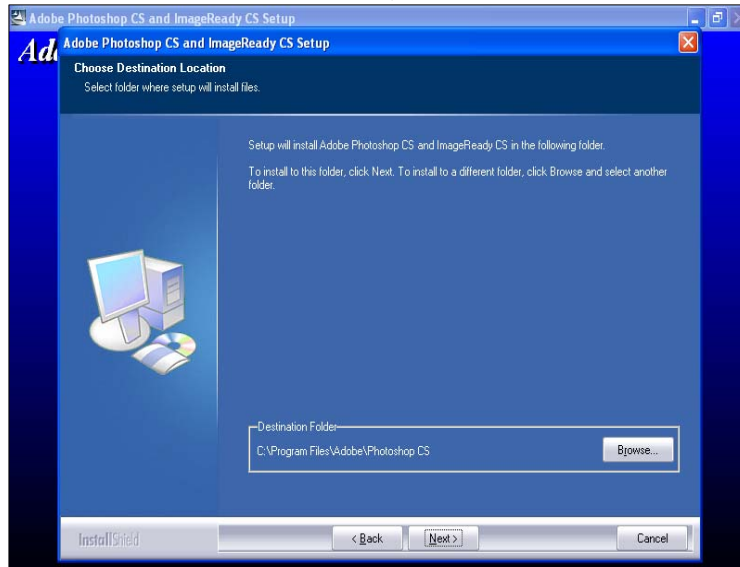 Adobe Photoshop CS and ImageReady CS Setup
Adobe Photoshop CS and ImageReady CS Setup
Choose Destination Location
Select folder where setup will install files.
Setup will install Adobe Photoshop CS and ImageReady CS in the following folder.
To install to this folder, click Next. To install to a different folder, click Browse and select another
folder.
Destination Folder
C:\Program Files\Adobe\Photoshop CS
Browse...
InstallShield
< Back
Next >
Cancel